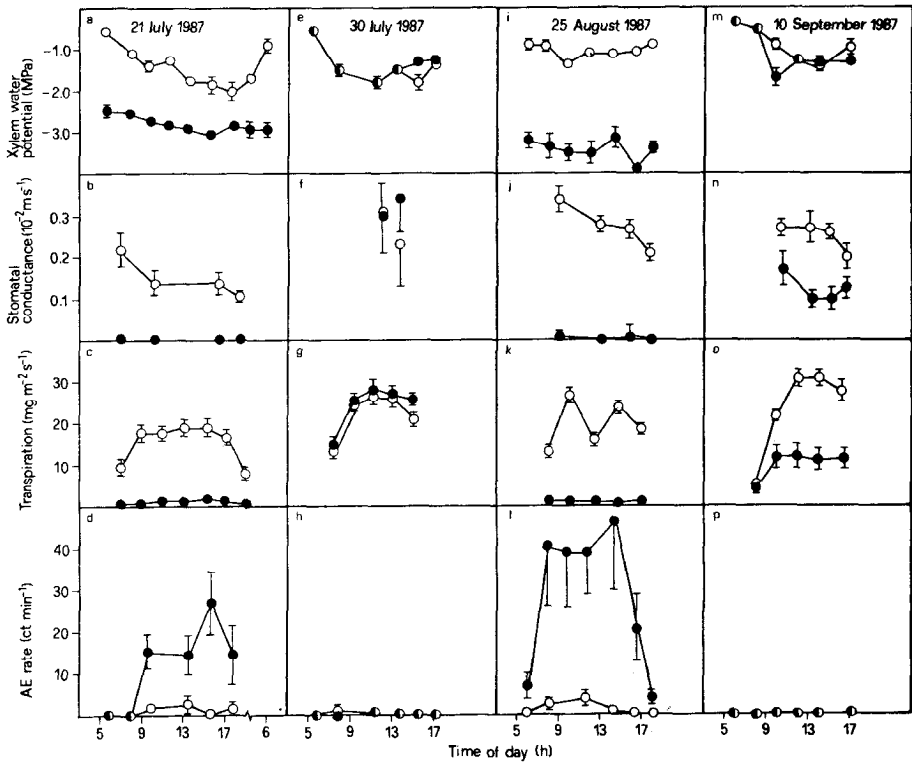 a
21 July 1987
e
30 July 1987
i
25 August 1987
m
10 September 1987
Xylem water
potential (MPa)
-1.0
-2.0
-3.0
b
f
j
n
Stomatal
conductance (10⁻² m s⁻¹)
0.3
0.2
0.1
c
g
k
o
Transpiration (mg m⁻² s⁻¹)
30
20
10
d
h
l
p
AE rate (ct min⁻¹)
40
30
20
10
5 9 13 17 6 5 9 13 17 5 9 13 17 5 9 13 17
Time of day (h)